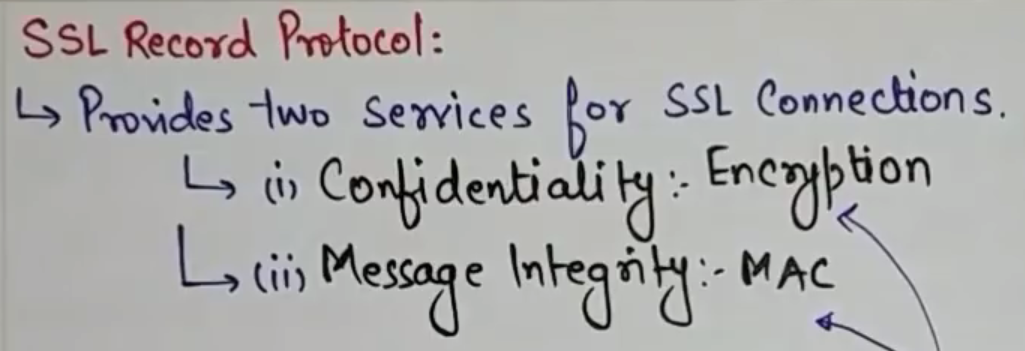 SSL Record Protocol:
↳ Provides two services for SSL Connections.
↳ (i) Confidentiality:- Encryption
↳ (ii) Message Integrity:- MAC